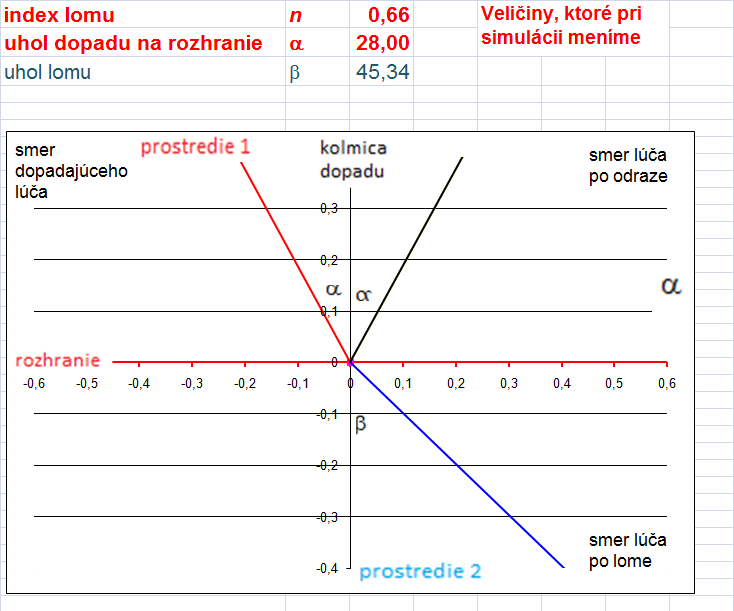 index lomu n 0,66
uhol dopadu na rozhranie α 28,00
uhol lomu β 45,34
Veličiny, ktoré pri
simulácii meníme
smer
dopadajúceho
lúča
prostredie 1
kolmica
dopadu
smer lúča
po odraze
0,3
0,2
α α
α
0,1
rozhranie
0
-0,6 -0,5 -0,4 -0,3 -0,2 -0,1 0 0,1 0,2 0,3 0,4 0,5 0,6
-0,1
β
-0,2
-0,3
smer lúča
po lome
-0,4
prostredie 2